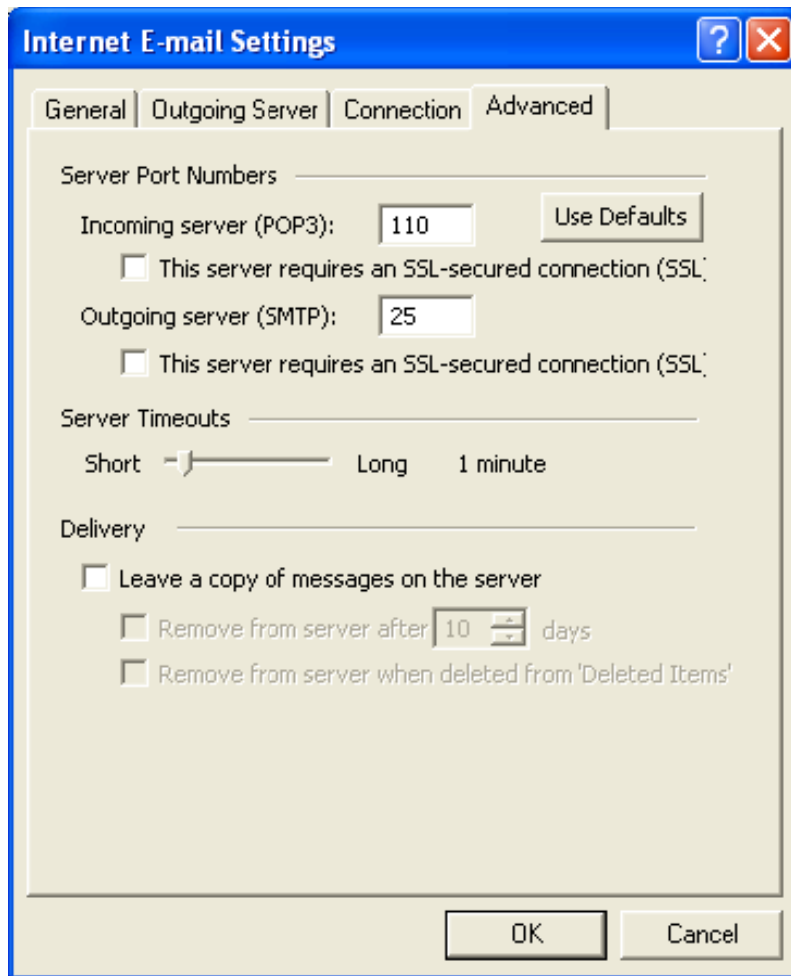 Internet E-mail Settings
General Outgoing Server Connection Advanced
Server Port Numbers
Incoming server (POP3): 110 Use Defaults
This server requires an SSL-secured connection (SSL)
Outgoing server (SMTP): 25
This server requires an SSL-secured connection (SSL)
Server Timeouts
Short Long 1 minute
Delivery
Leave a copy of messages on the server
Remove from server after 10 days
Remove from server when deleted from 'Deleted Items'
OK Cancel